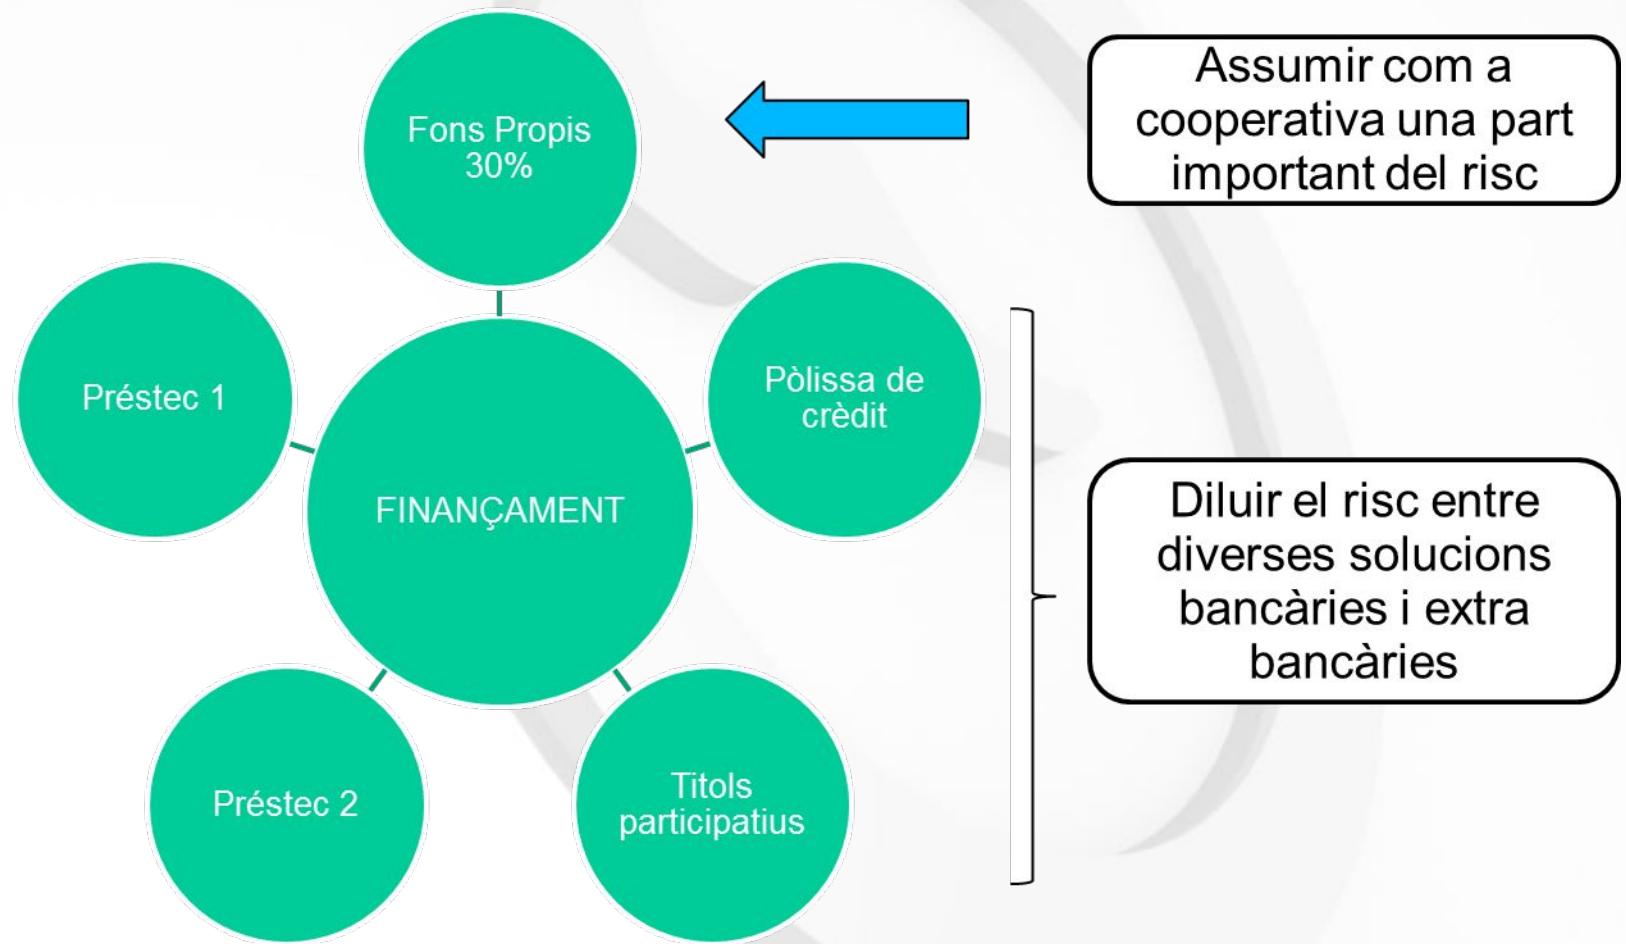 Fons Propis
30%
Assumir com a
cooperativa una part
important del risc
Préstec 1
Pòlissa de
crèdit
FINANÇAMENT
Diluir el risc entre
diverses solucions
bancàries i extra
bancàries
Préstec 2
Titols
participatius